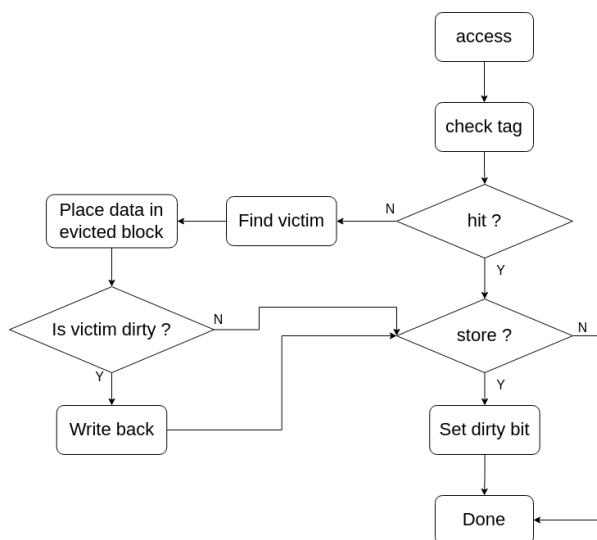 access
check tag
hit ?
N
Y
Find victim
Place data in
evicted block
Is victim dirty ?
N
Y
Write back
store ?
N
Y
Set dirty bit
Done